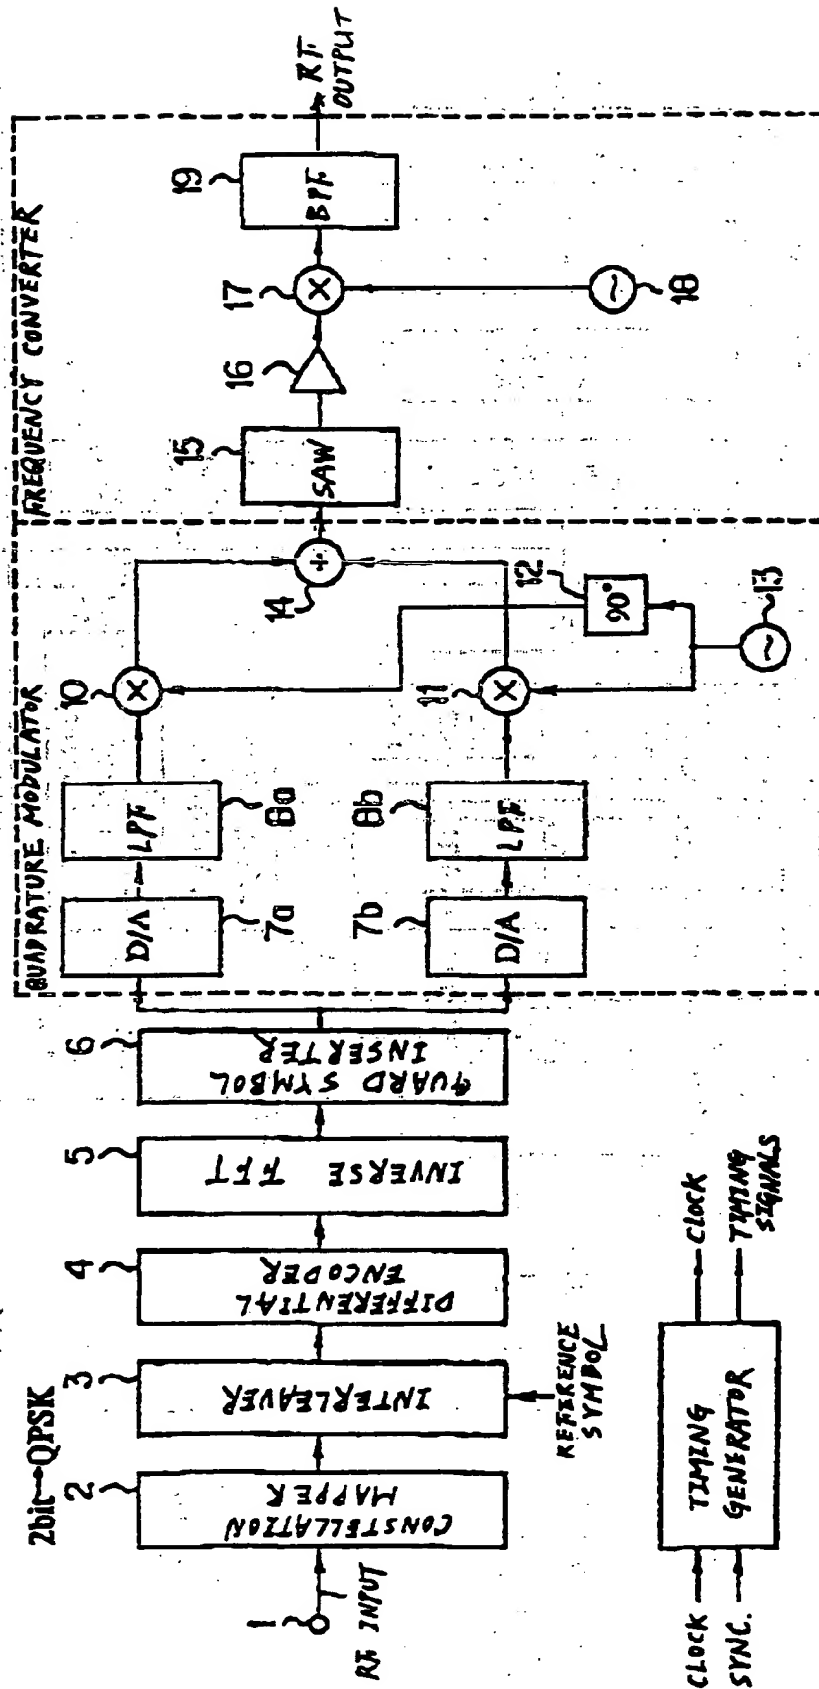 2bit→QPSK
1
RF INPUT
2
CONSTELLATION
MAPPER
3
INTERLEAVER
REFERENCE
SYMBOL
4
DIFFERENTIAL
ENCODER
5
INVERSE FFT
6
GUARD SYMBOL
INSERTER
QUADRATURE MODULATOR
D/A
7a
LPF
8a
10
D/A
7b
LPF
8b
11
12
90°
13
~
14
+
×
×
FREQUENCY CONVERTER
15
SAW
16
17
×
18
~
19
BPF
RF
OUTPUT
CLOCK
SYNC.
TIMING
GENERATOR
CLOCK
TIMING
SIGNALS